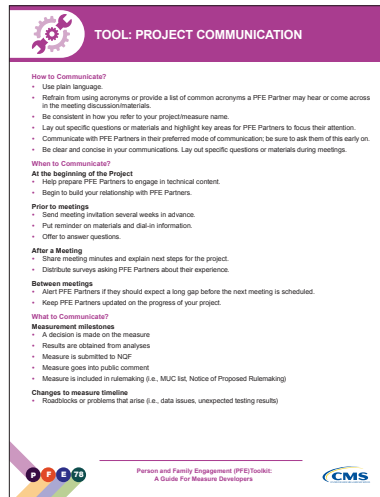 TOOL: PROJECT COMMUNICATION
How to Communicate?
• Use plain language.
• Refrain from using acronyms or provide a list of common acronyms a PFE Partner may hear or come across
in the meeting discussion/materials.
• Be consistent in how you refer to your project/measure name.
• Lay out specific questions or materials and highlight key areas for PFE Partners to focus their attention.
• Communicate with PFE Partners in their preferred mode of communication; be sure to ask them of this early on.
• Be clear and concise in your communications. Lay out specific questions or materials during meetings.
When to Communicate?
At the beginning of the Project
• Help prepare PFE Partners to engage in technical content.
• Begin to build your relationship with PFE Partners.
Prior to meetings
• Send meeting invitation several weeks in advance.
• Put reminder on materials and dial-in information.
• Offer to answer questions.
After a Meeting
• Share meeting minutes and explain next steps for the project.
• Distribute surveys asking PFE Partners about their experience.
Between meetings
• Alert PFE Partners if they should expect a long gap before the next meeting is scheduled.
• Keep PFE Partners updated on the progress of your project.
What to Communicate?
Measurement milestones
• A decision is made on the measure
• Results are obtained from analyses
• Measure is submitted to NQF
• Measure goes into public comment
• Measure is included in rulemaking (i.e., MUC list, Notice of Proposed Rulemaking)
Changes to measure timeline
• Roadblocks or problems that arise (i.e., data issues, unexpected testing results)
P F E 78
Person and Family Engagement (PFE)Toolkit:
A Guide For Measure Developers
CMS